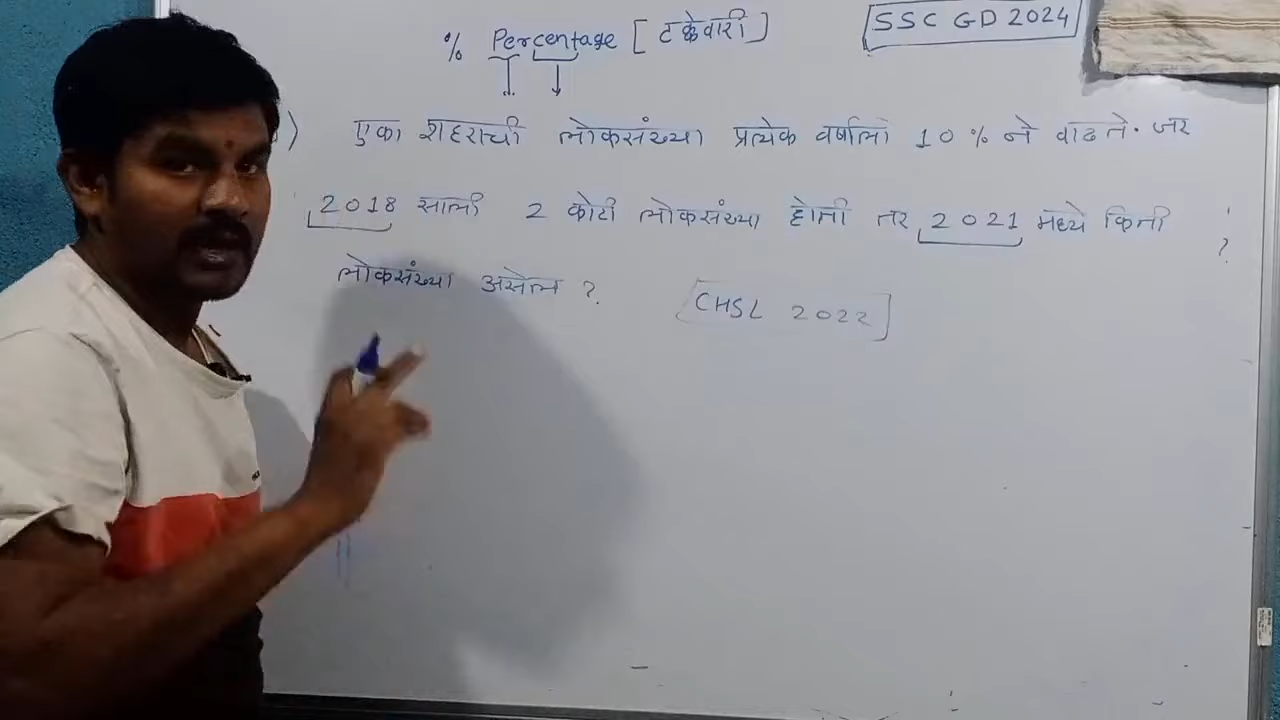 % Percentage [ टक्केवारी ]
SSC GD 2024
) एका शहराची लोकसंख्या प्रत्येक वर्षाला 10 % ने वाढते. जर
2018 साली 2 कोटी लोकसंख्या होती तर 2021 मध्ये किती
?
लोकसंख्या असेल ?
[CHSL 2022]